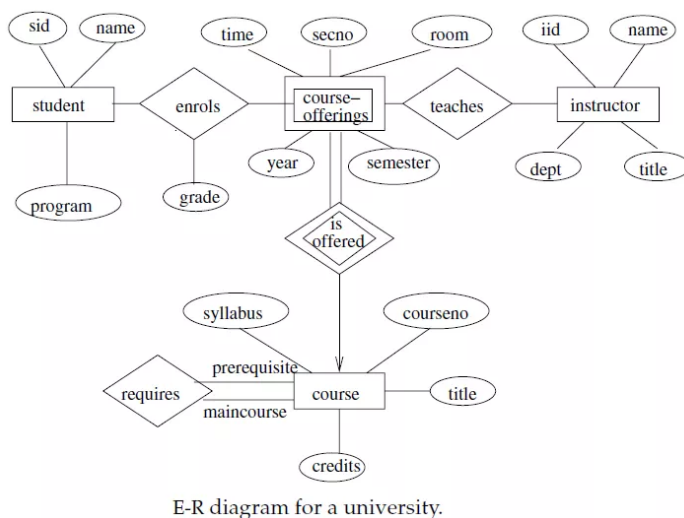 sid
name
time
secno
room
iid
name
student
enrols
course–
offerings
teaches
instructor
year
semester
dept
title
program
grade
is
offered
syllabus
courseno
prerequisite
requires
course
title
maincourse
credits
E-R diagram for a university.